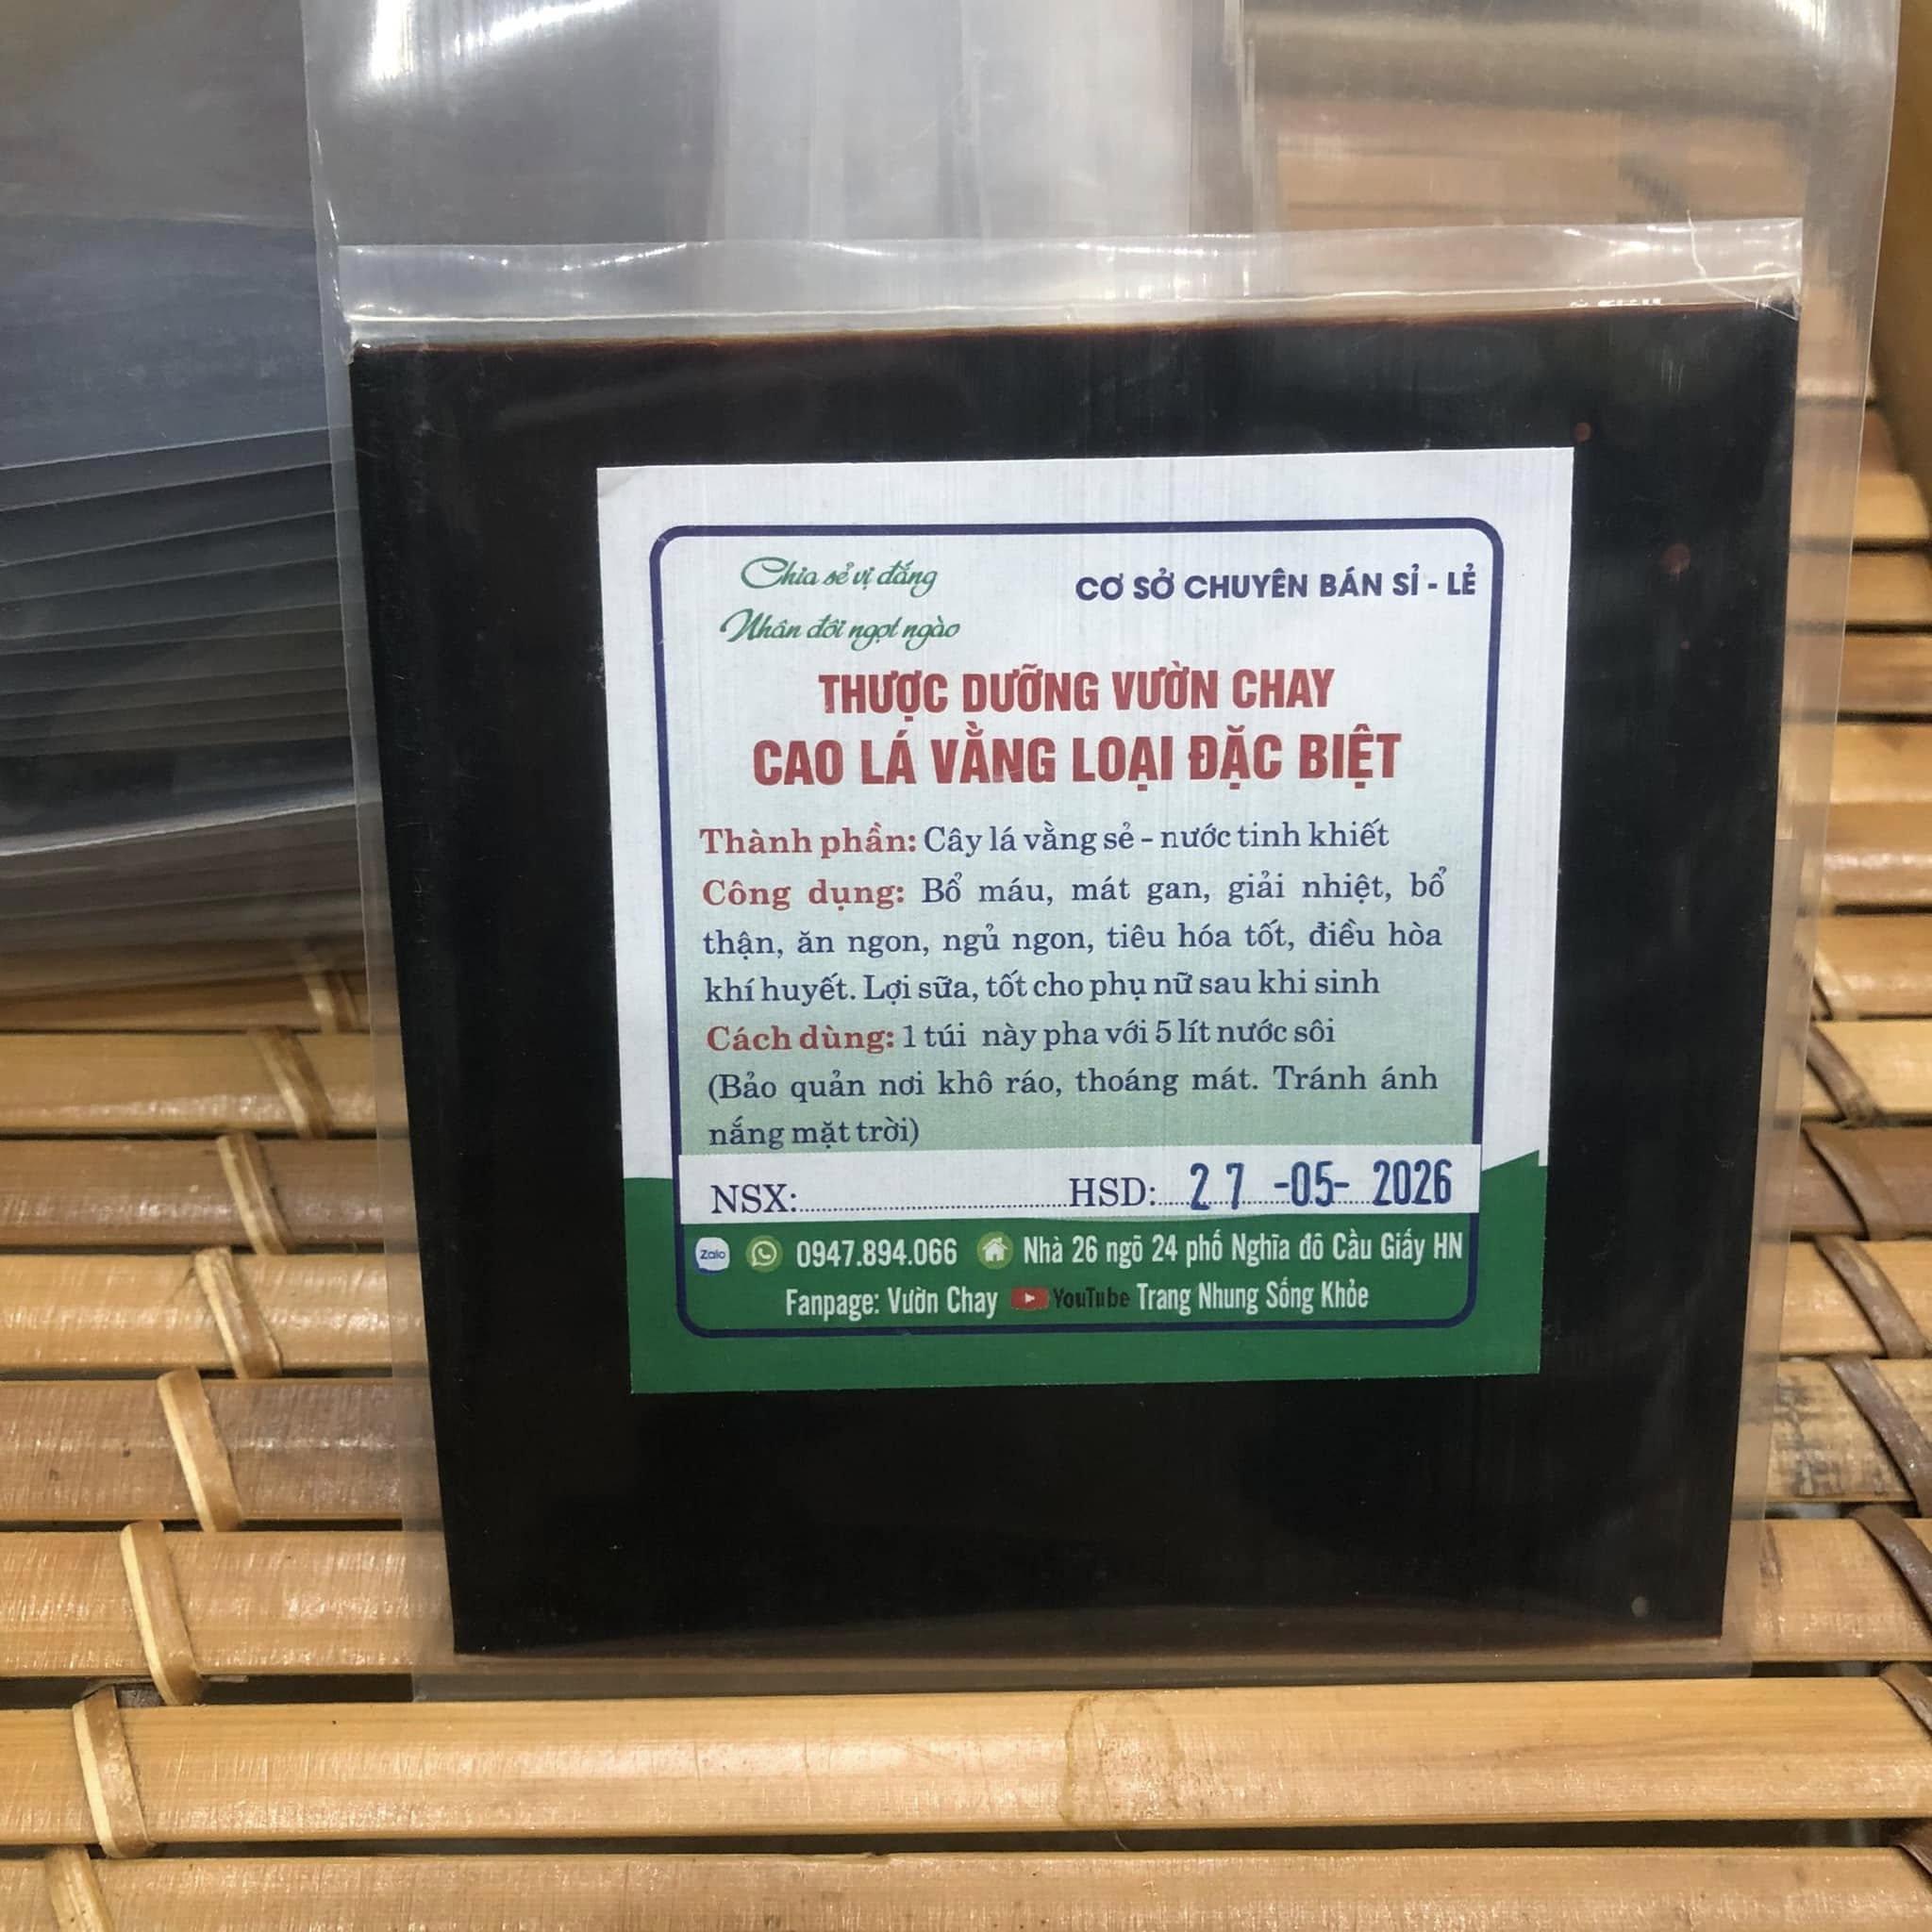 Chia sẻ vị đắng
Nhân đôi ngọt ngào
CƠ SỞ CHUYÊN BÁN SỈ - LẺ
THƯỢC DƯỠNG VƯỜN CHAY
CAO LÁ VẰNG LOẠI ĐẶC BIỆT
Thành phần: Cây lá vằng sẻ - nước tinh khiết
Công dụng: Bổ máu, mát gan, giải nhiệt, bổ
thận, ăn ngon, ngủ ngon, tiêu hóa tốt, điều hòa
khí huyết. Lợi sữa, tốt cho phụ nữ sau khi sinh
Cách dùng: 1 túi này pha với 5 lít nước sôi
(Bảo quản nơi khô ráo, thoáng mát. Tránh ánh
nắng mặt trời)
NSX:..............................HSD:....27-05-2026
Zalo 0947.894.066 Nhà 26 ngõ 24 phố Nghĩa đô Cầu Giấy HN
Fanpage: Vườn Chay YouTube Trang Nhung Sống Khỏe